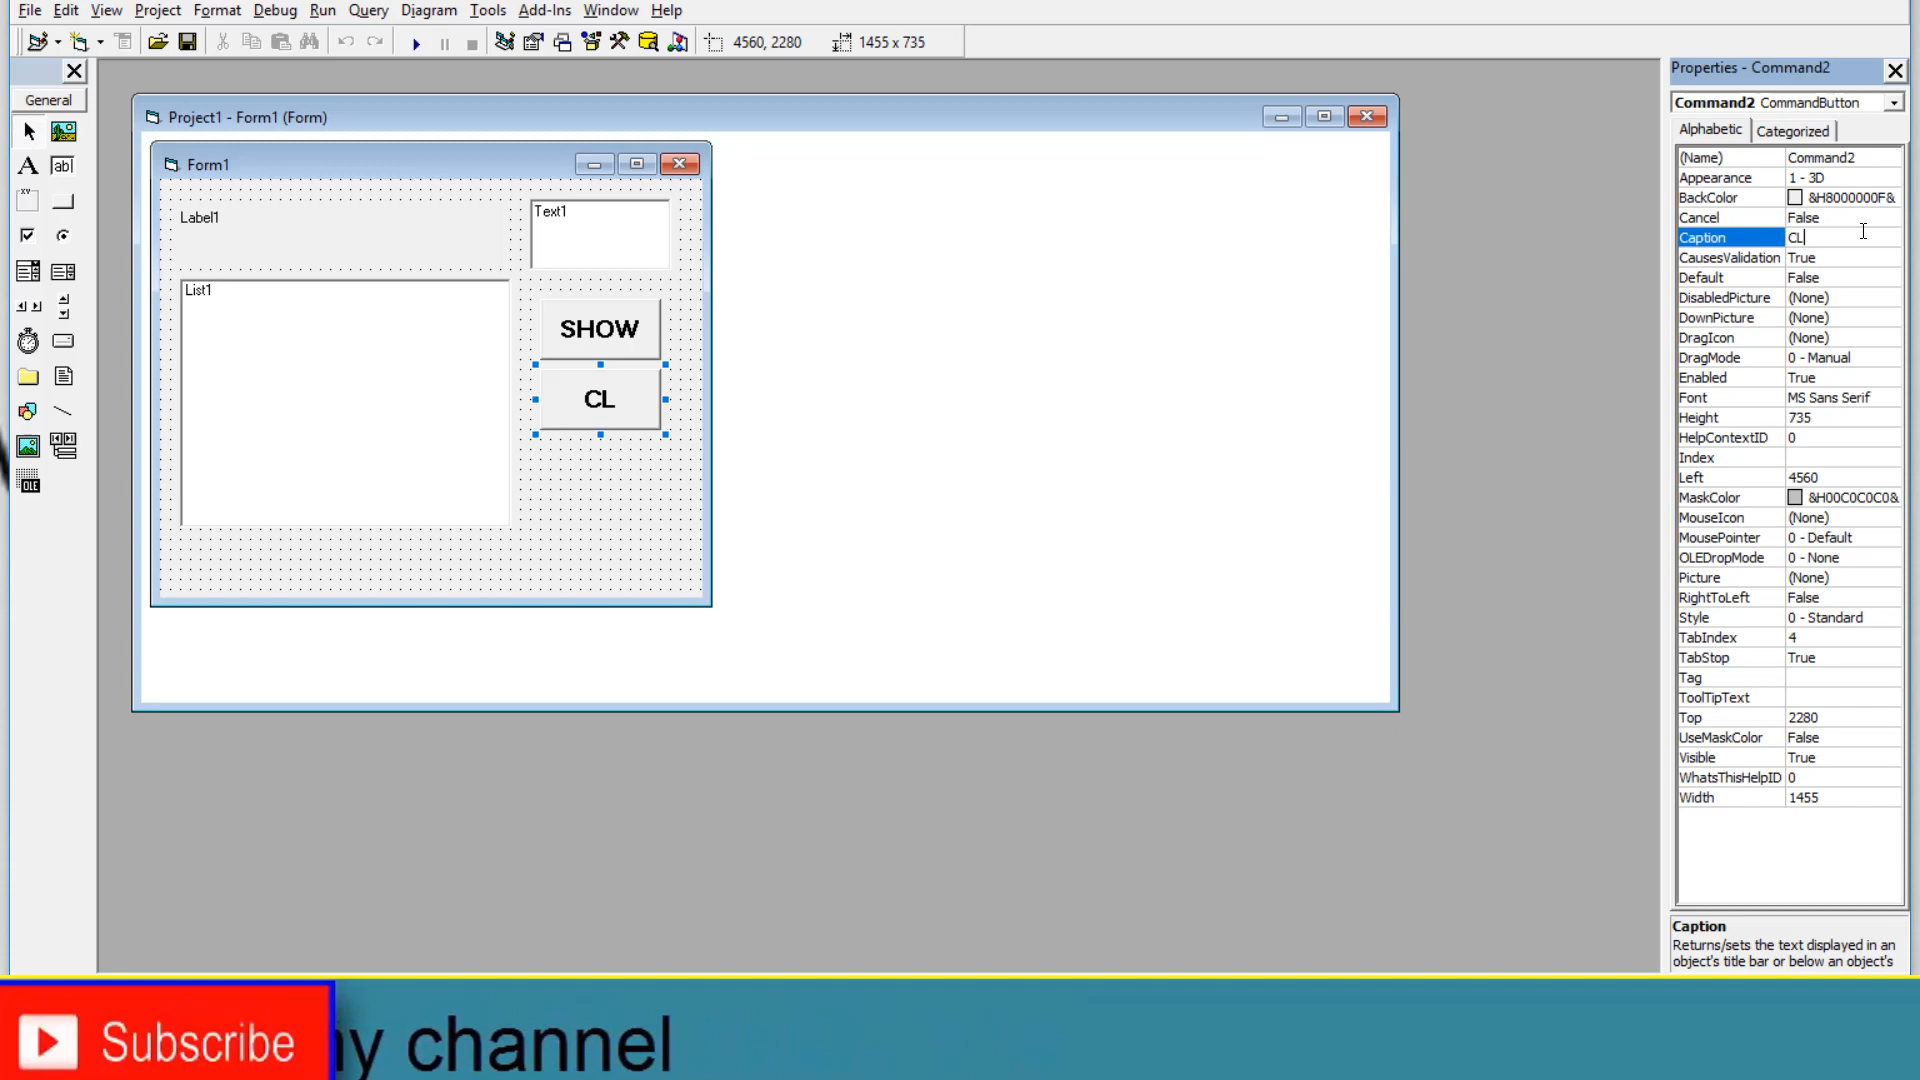 File Edit View Project Format Debug Run Query Diagram Tools Add-Ins Window Help
4560, 2280 1455 x 735
General
A ab|
OLE
Project1 - Form1 (Form)
Form1
Label1
Text1
List1
SHOW
CL
Properties - Command2
Command2 CommandButton
Alphabetic Categorized
(Name) Command2
Appearance 1 - 3D
BackColor &H8000000F&
Cancel False
Caption CL
CausesValidation True
Default False
DisabledPicture (None)
DownPicture (None)
DragIcon (None)
DragMode 0 - Manual
Enabled True
Font MS Sans Serif
Height 735
HelpContextID 0
Index
Left 4560
MaskColor &H00C0C0C0&
MouseIcon (None)
MousePointer 0 - Default
OLEDropMode 0 - None
Picture (None)
RightToLeft False
Style 0 - Standard
TabIndex 4
TabStop True
Tag
ToolTipText
Top 2280
UseMaskColor False
Visible True
WhatsThisHelpID 0
Width 1455
Caption
Returns/sets the text displayed in an
object's title bar or below an object's
Subscribe my channel